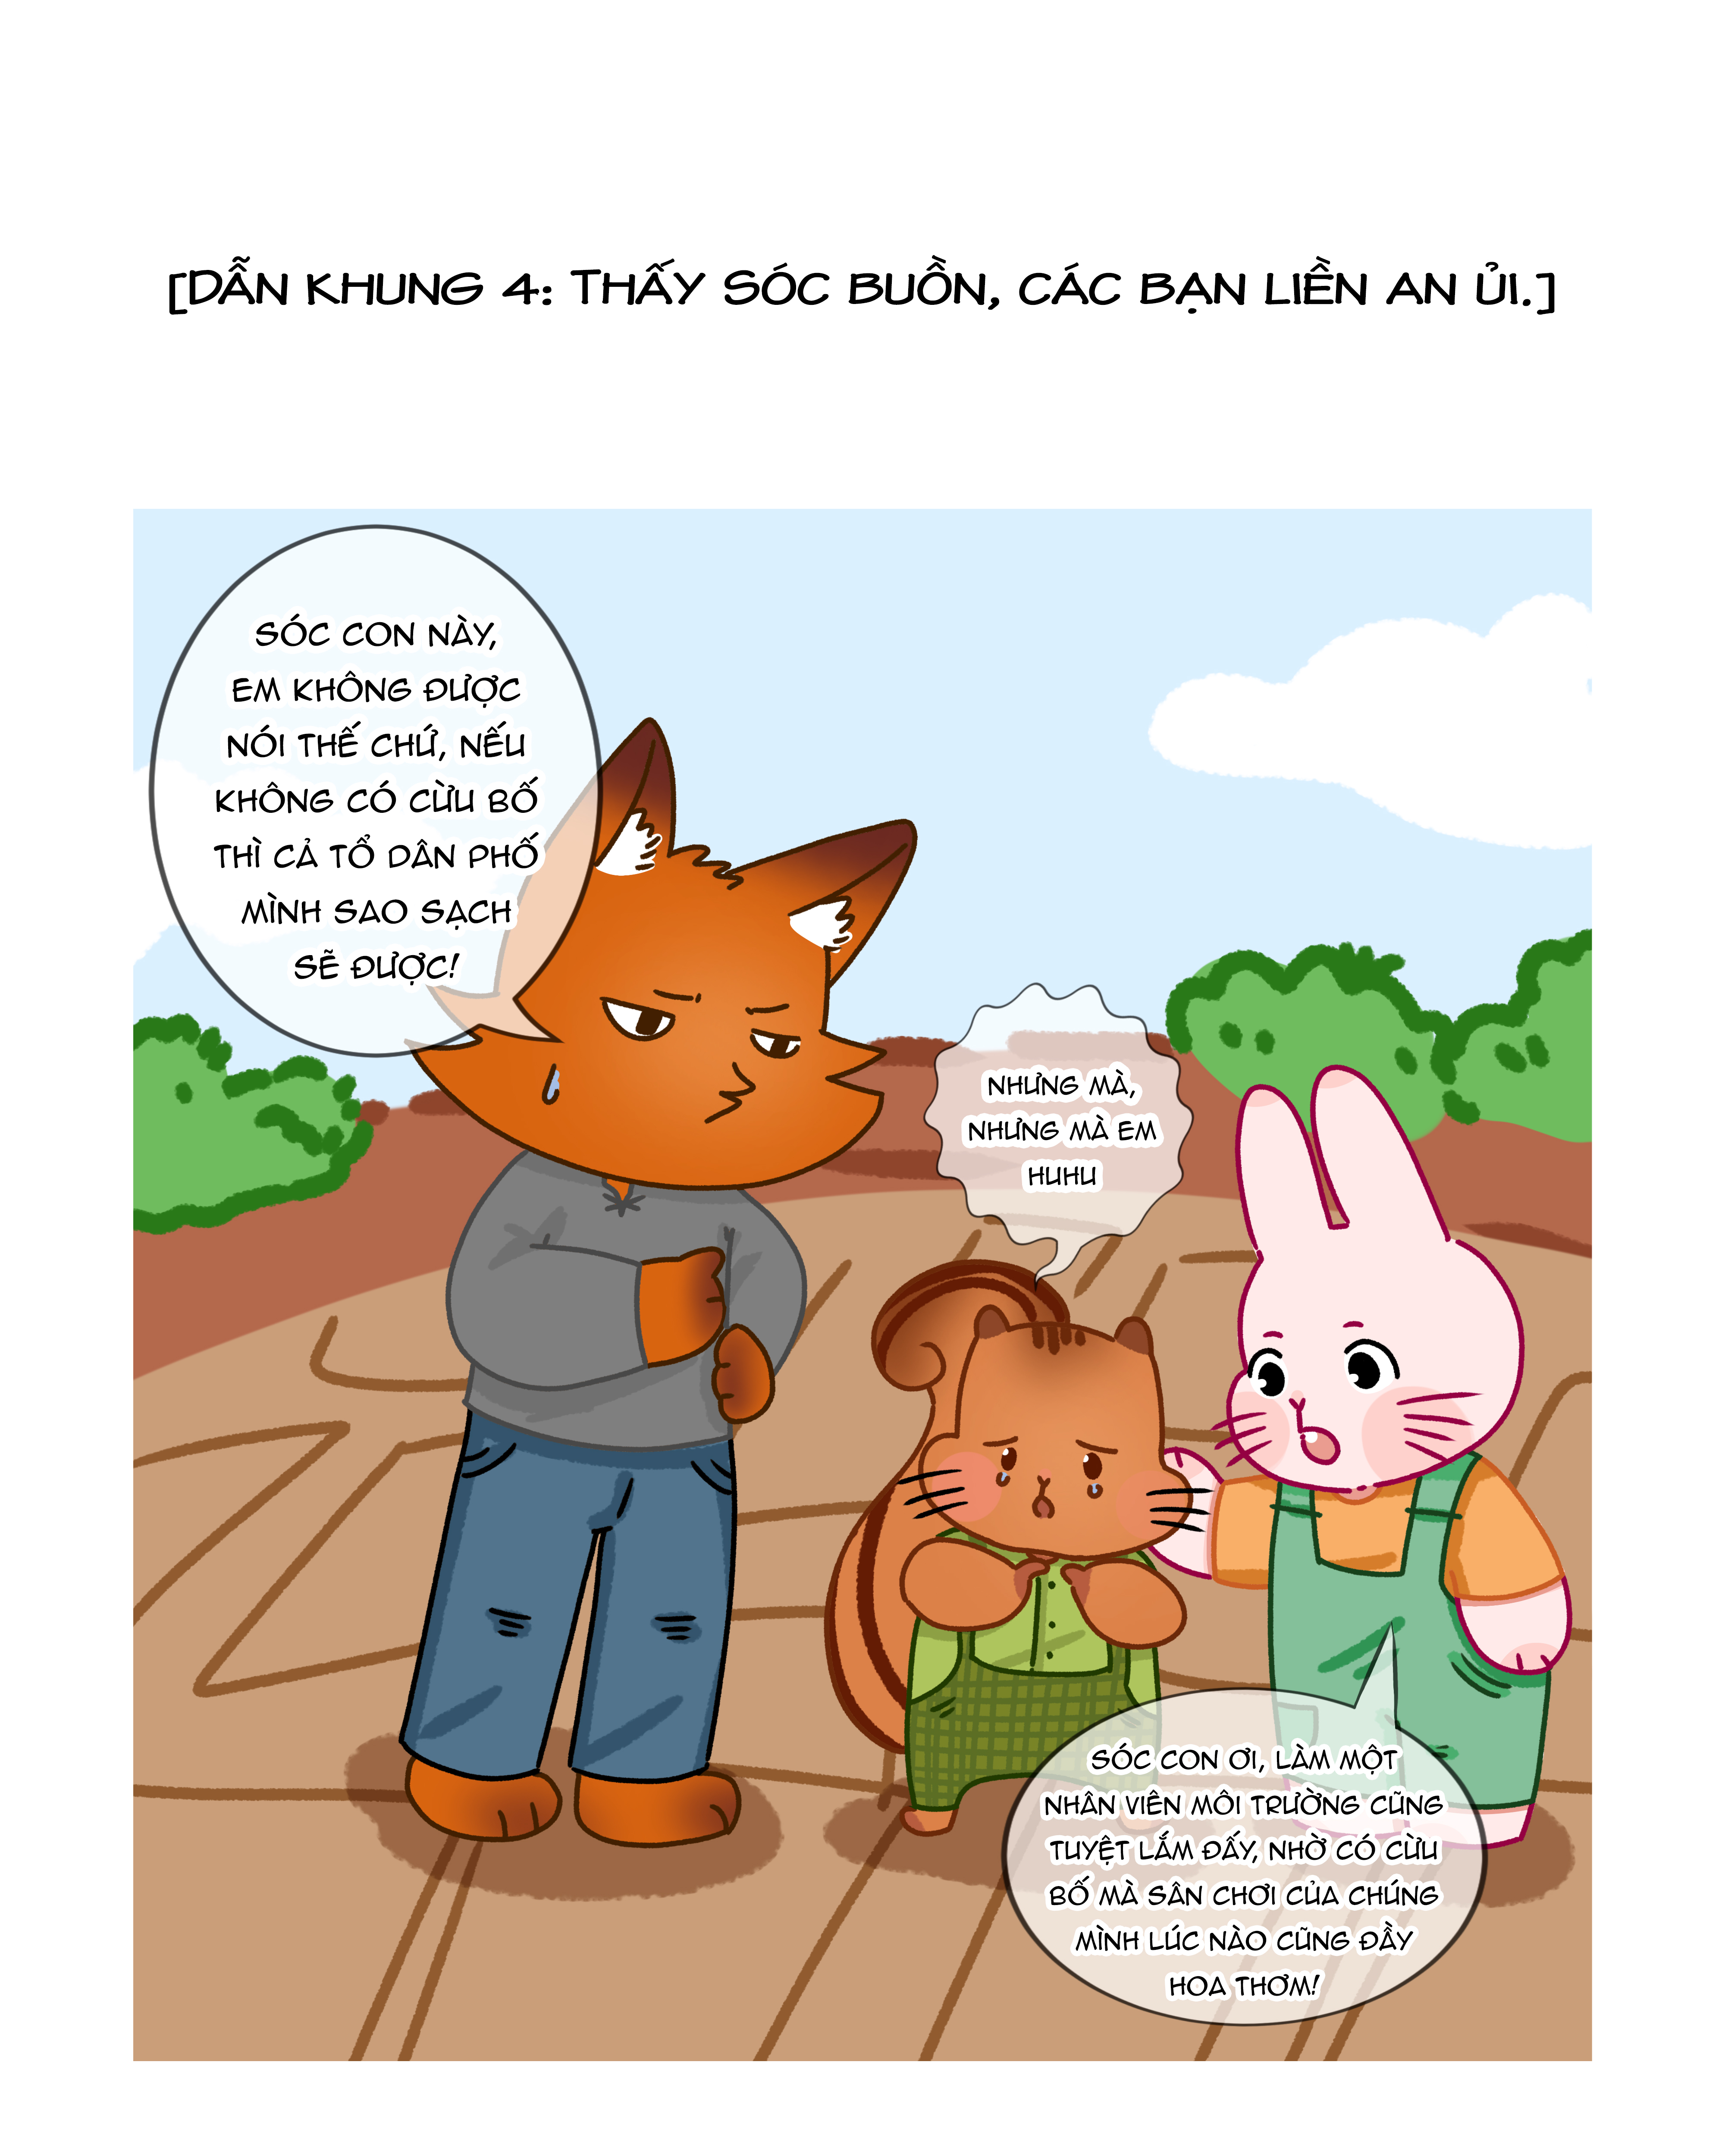 [DẪN KHUNG 4: THẤY SÓC BUỒN, CÁC BẠN LIỀN AN ỦI.]
SÓC CON NÀY,
EM KHÔNG ĐƯỢC
NÓI THẾ CHỨ, NẾU
KHÔNG CÓ CỪU BỐ
THÌ CẢ TỔ DÂN PHỐ
MÌNH SAO SẠCH
SẼ ĐƯỢC!
NHƯNG MÀ,
NHƯNG MÀ EM
HUHU
SÓC CON ƠI, LÀM MỘT
NHÂN VIÊN MÔI TRƯỜNG CŨNG
TUYỆT LẮM ĐẤY, NHỜ CÓ CỪU
BỐ MÀ SÂN CHƠI CỦA CHÚNG
MÌNH LÚC NÀO CŨNG ĐẦY
HOA THƠM!